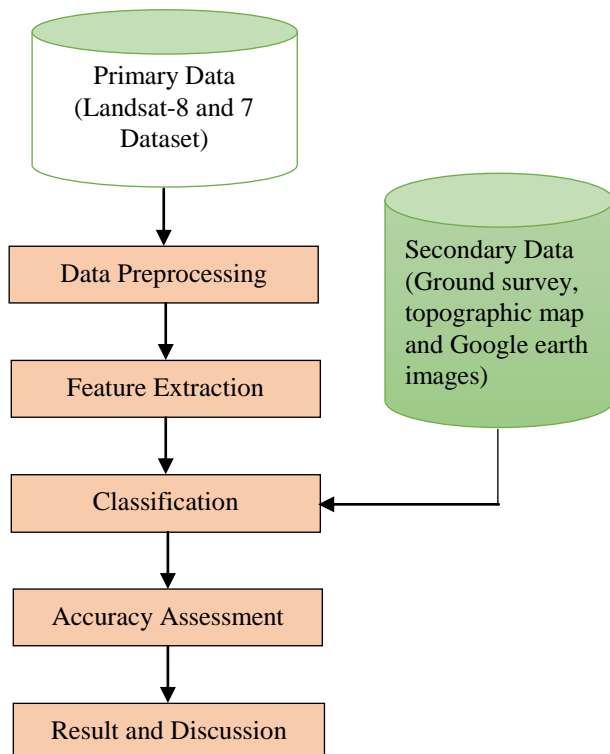 Primary Data
(Landsat-8 and 7
Dataset)
Data Preprocessing
Secondary Data
(Ground survey,
topographic map
and Google earth
images)
Feature Extraction
Classification
Accuracy Assessment
Result and Discussion